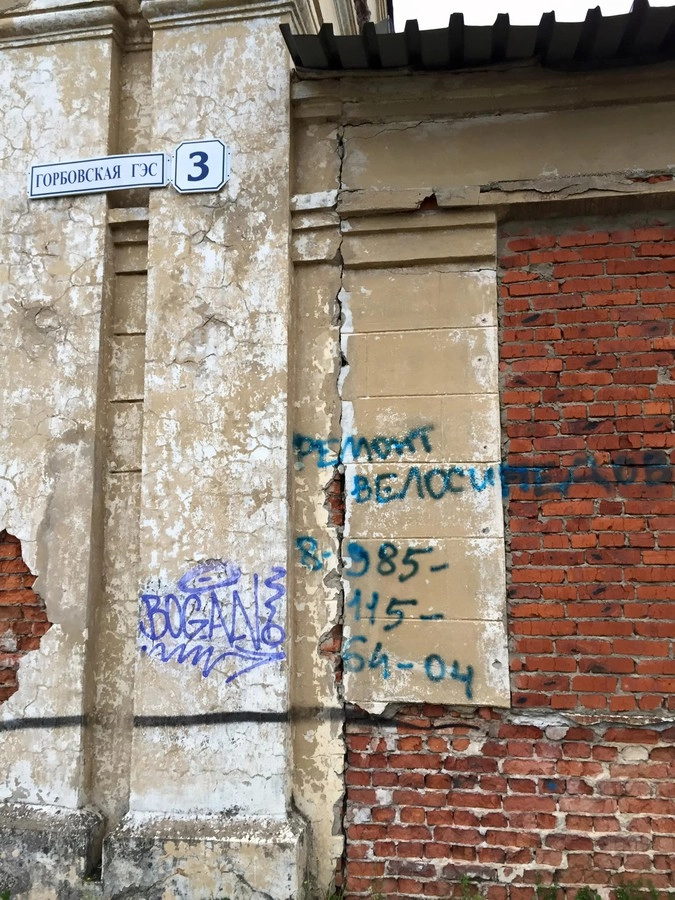 ГОРБОВСКАЯ ГЭС
3
РЕМОНТ
ВЕЛОСИПЕДОВ
8-985-
115-
64-04
BOGAN